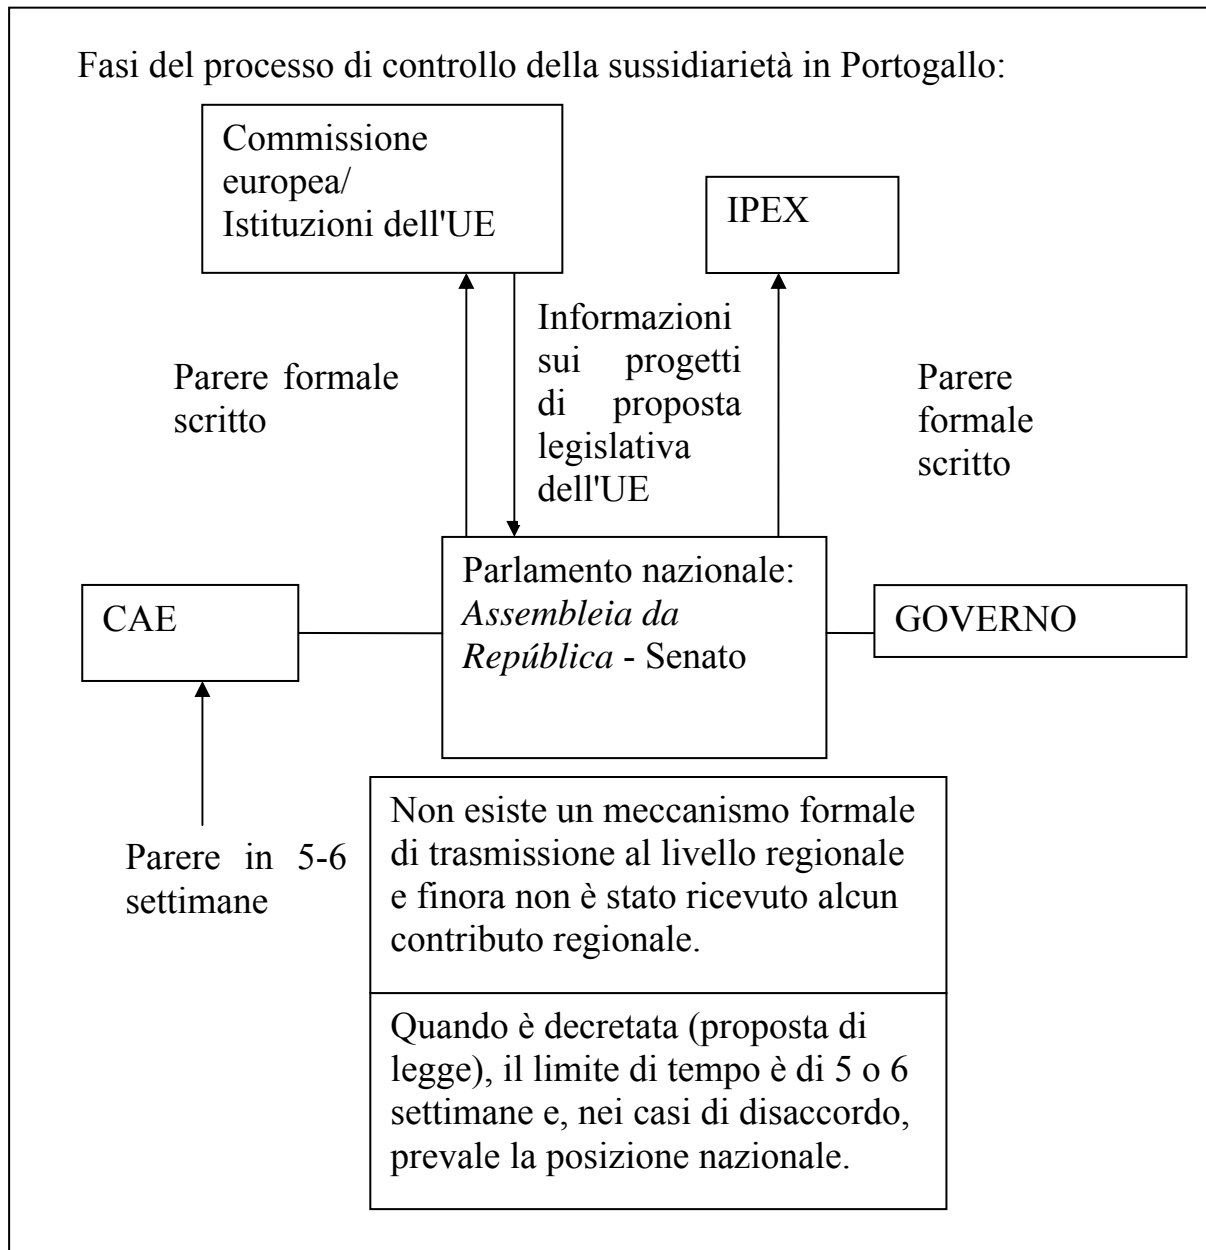 Fasi del processo di controllo della sussidiarietà in Portogallo:
Commissione
europea/
Istituzioni dell'UE
IPEX
Informazioni
sui progetti
di proposta
legislativa
dell'UE
Parere formale
scritto
Parere
formale
scritto
Parlamento nazionale:
Assembleia da
República - Senato
CAE
GOVERNO
Parere in 5-6
settimane
Non esiste un meccanismo formale
di trasmissione al livello regionale
e finora non è stato ricevuto alcun
contributo regionale.
Quando è decretata (proposta di
legge), il limite di tempo è di 5 o 6
settimane e, nei casi di disaccordo,
prevale la posizione nazionale.